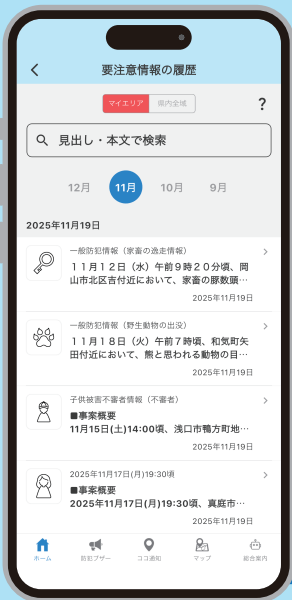 要注意情報の履歴
マイエリア 県内全域 ?
見出し・本文で検索
12月 11月 10月 9月
2025年11月19日
一般防犯情報（家畜の逸走情報）
１１月１２日（水）午前９時２０分頃、岡
山市北区吉付近において、家畜の豚数頭…
2025年11月19日
一般防犯情報（野生動物の出没）
１１月１８日（火）午前７時頃、和気町矢
田付近において、熊と思われる動物の目…
2025年11月19日
子供被害不審者情報（不審者）
■事案概要
11月15日(土)14:00頃、浅口市鴨方町地…
2025年11月19日
2025年11月17日(月)19:30頃
■事案概要
2025年11月17日(月)19:30頃、真庭市…
2025年11月19日
ホーム 防犯ブザー ココ通知 マップ 総合案内